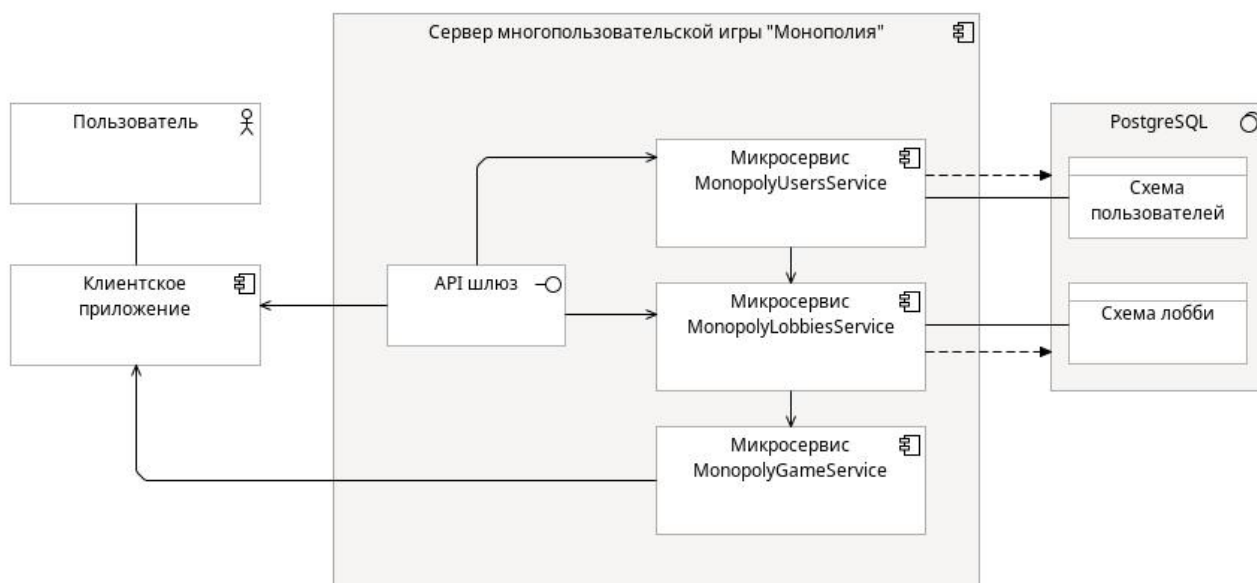 Сервер многопользовательской игры "Монополия"
Пользователь
PostgreSQL
Микросервис
MonopolyUsersService
Схема
пользователей
Клиентское
приложение
API шлюз
Микросервис
MonopolyLobbiesService
Схема лобби
Микросервис
MonopolyGameService